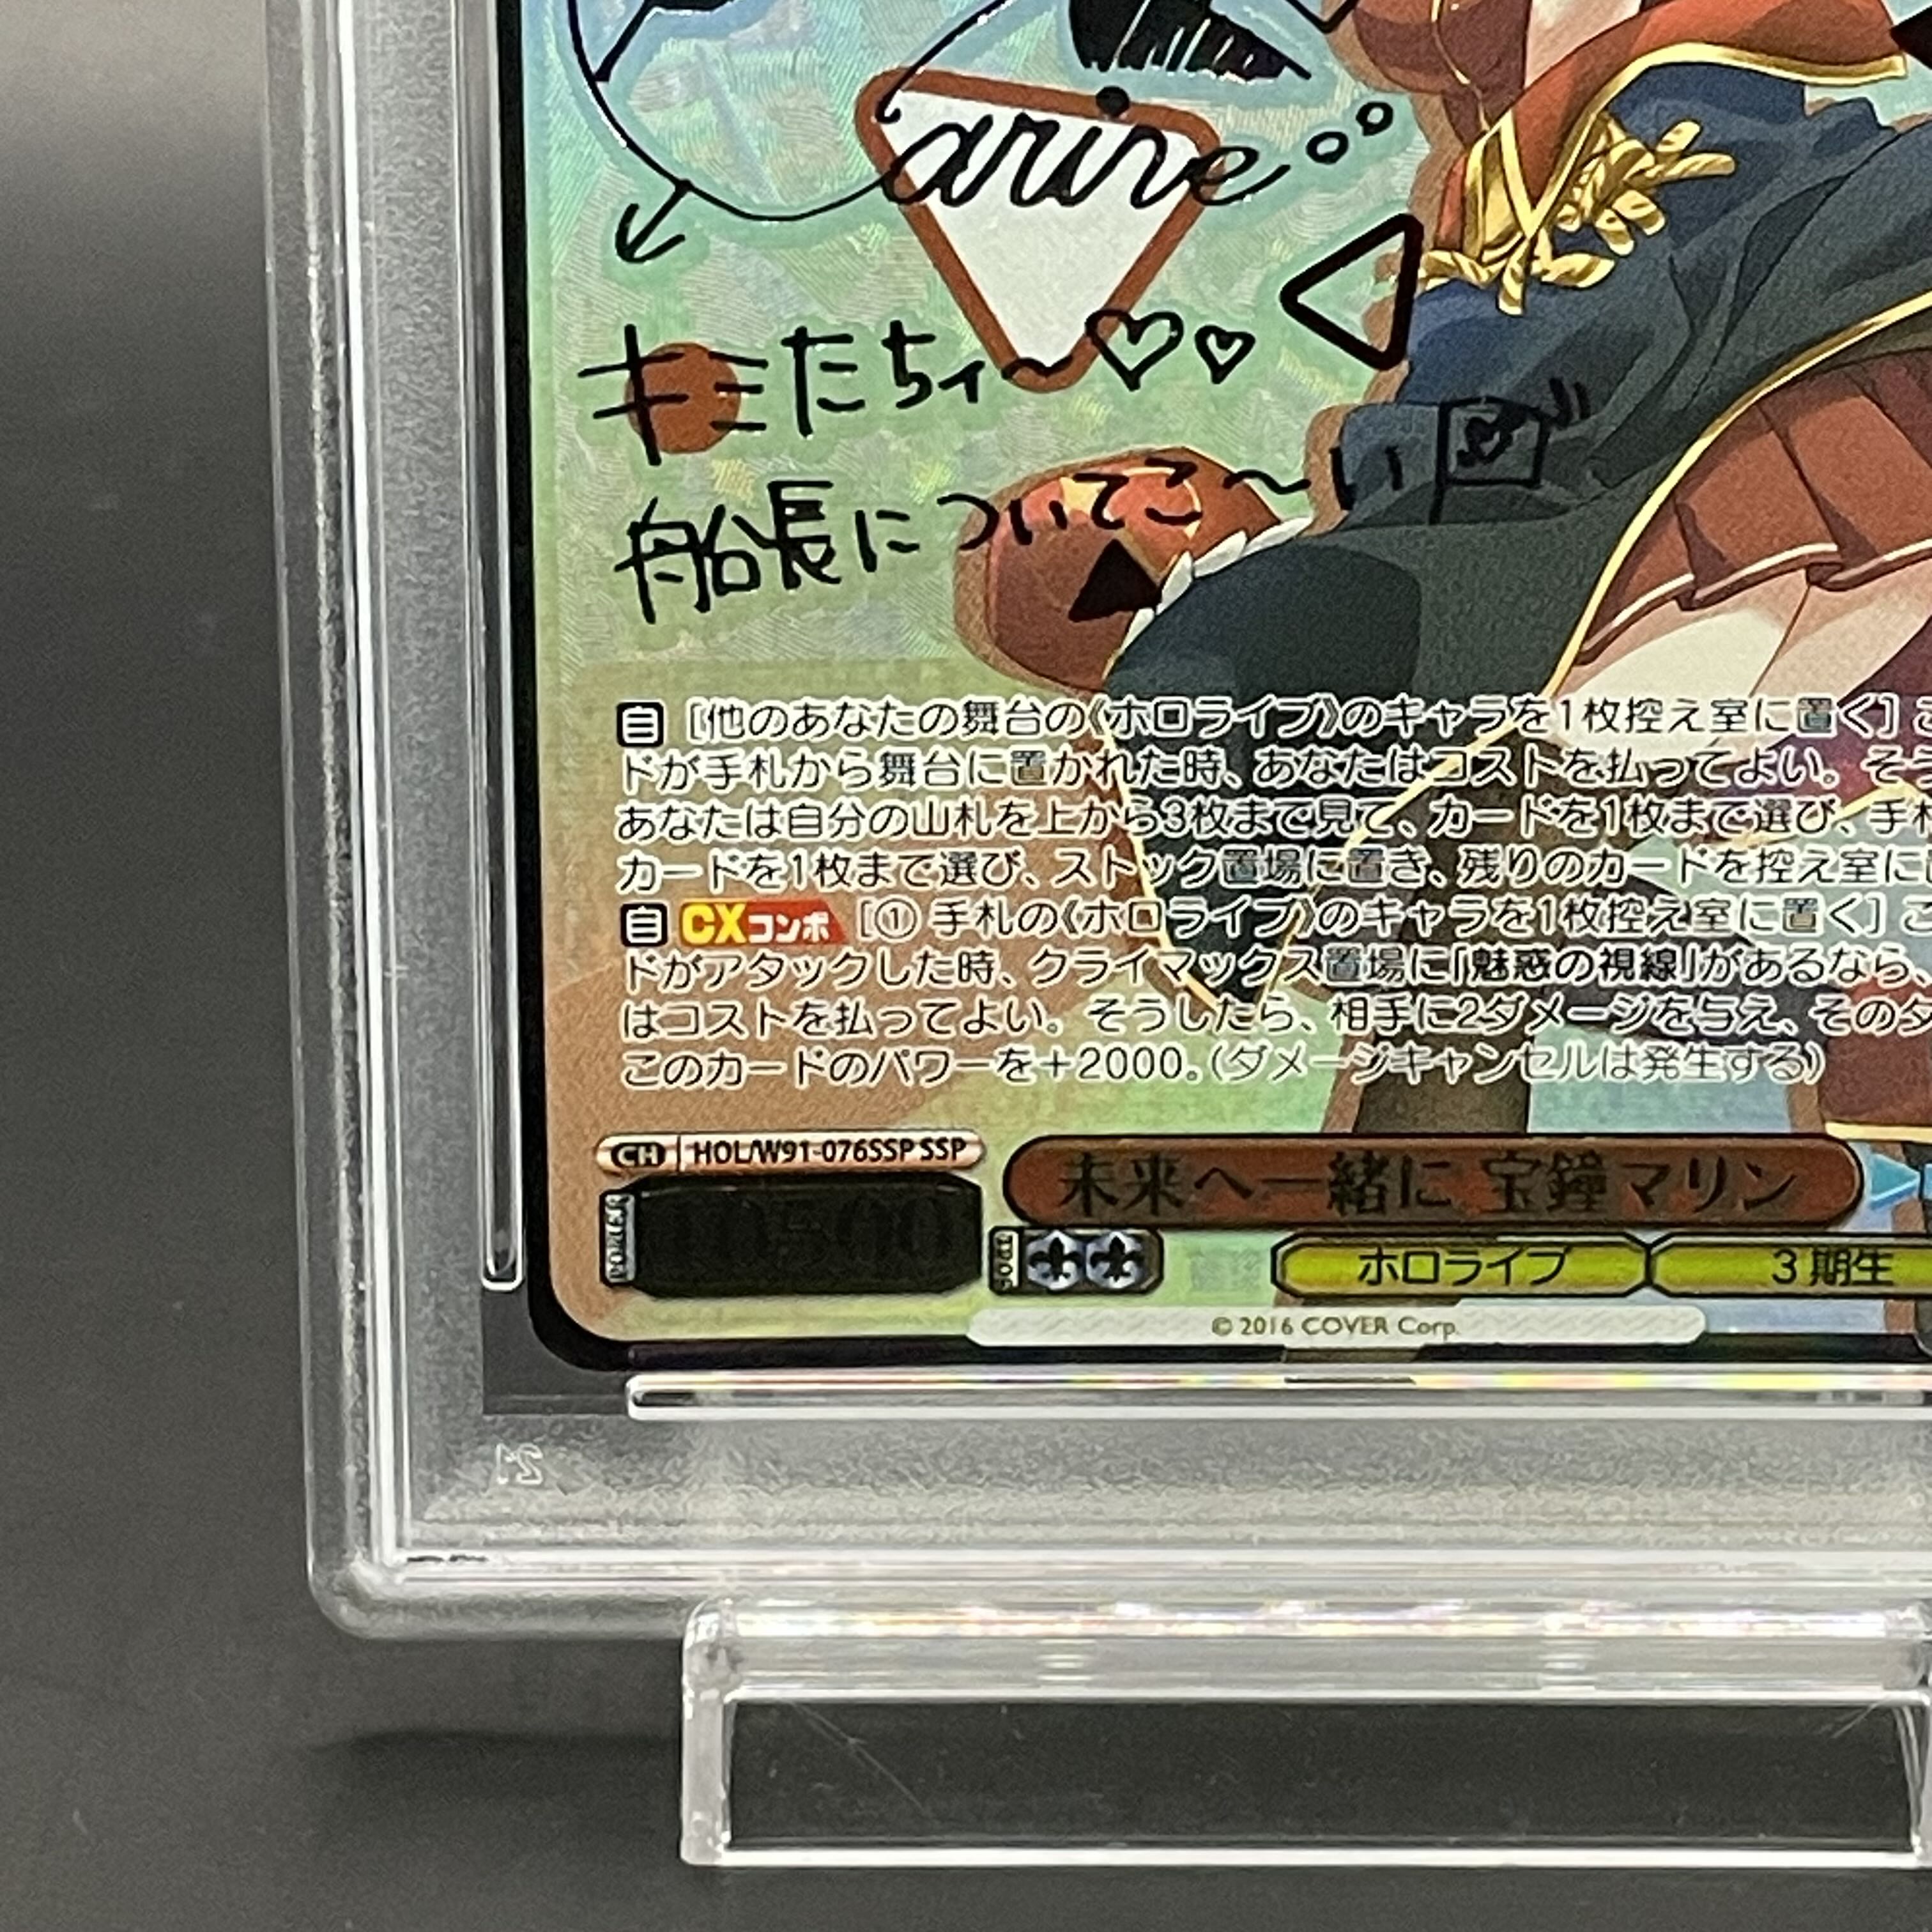 arine
キミたちィ〜♡♡
船長についてこ〜い
自 [他のあなたの舞台の《ホロライブ》のキャラを1枚控え室に置く] こ
ドが手札から舞台に置かれた時、あなたはコストを払ってよい。そう
あなたは自分の山札を上から3枚まで見て、カードを1枚まで選び、手札
カードを1枚まで選び、ストック置場に置き、残りのカードを控え室に
自 CXコンボ [① 手札の《ホロライブ》のキャラを1枚控え室に置く] こ
ドがアタックした時、クライマックス置場に「魅惑の視線」があるなら、
はコストを払ってよい。そうしたら、相手に2ダメージを与え、そのタ
このカードのパワーを+2000。(ダメージキャンセルは発生する)
CH HOL/W91-076SSP SSP
未来へ一緒に 宝鐘マリン
POWER
SOUL ホロライブ 3期生
© 2016 COVER Corp.